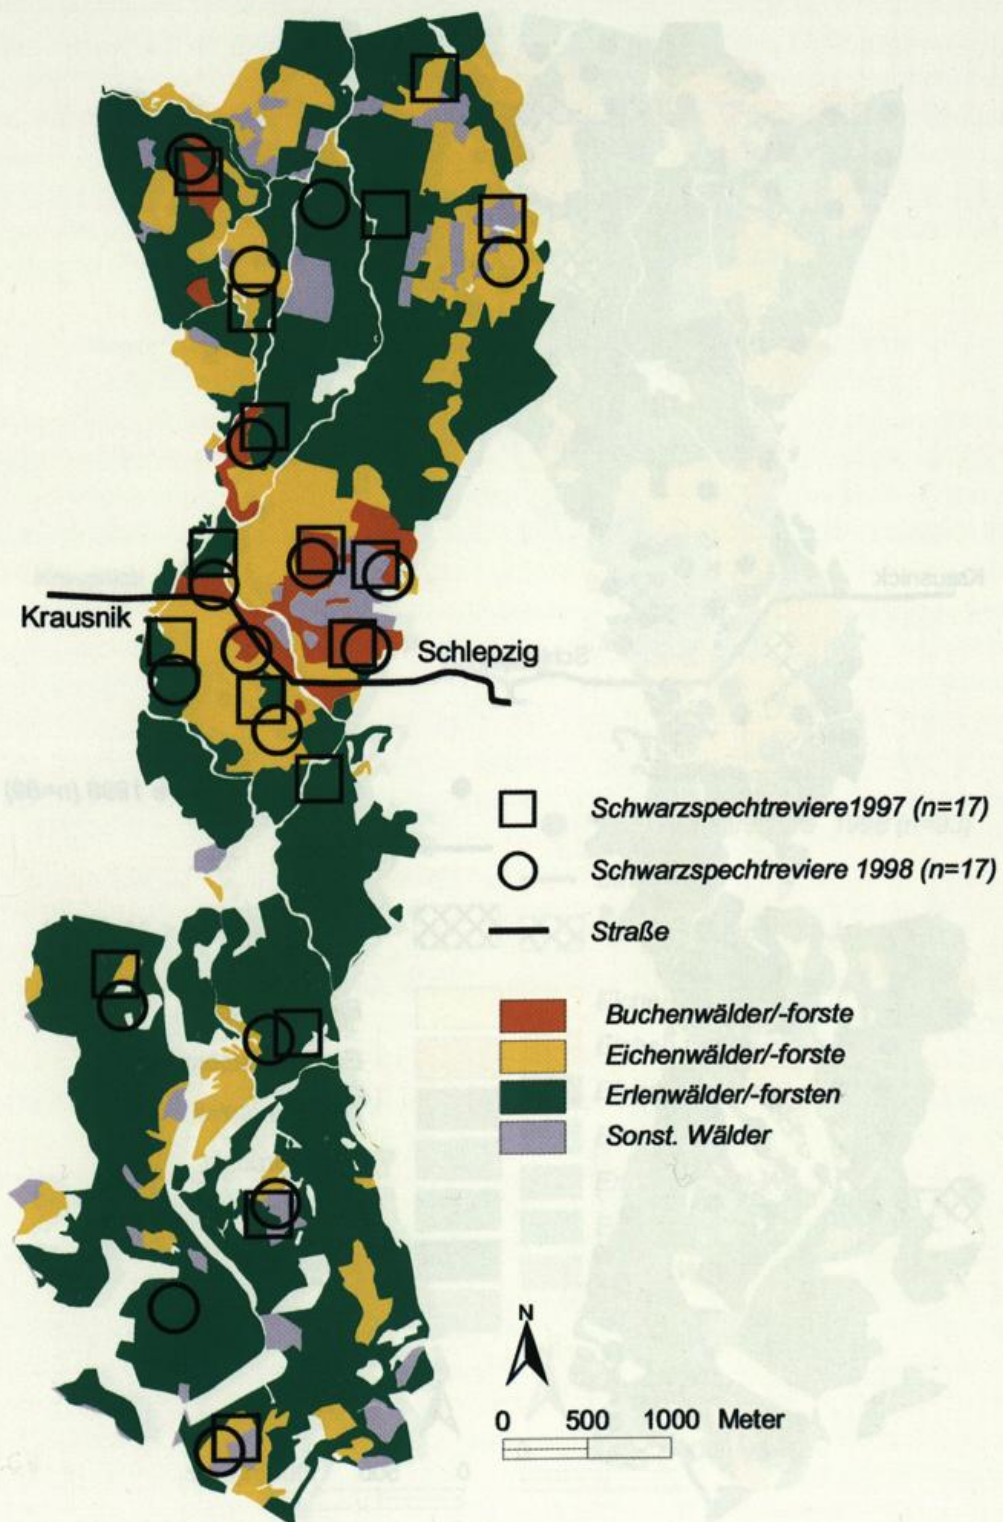 Krausnik
Schlepzig
Schwarzspechtreviere1997 (n=17)
Schwarzspechtreviere 1998 (n=17)
Straße
Buchenwälder/-forste
Eichenwälder/-forste
Erlenwälder/-forsten
Sonst. Wälder
N
0 500 1000 Meter